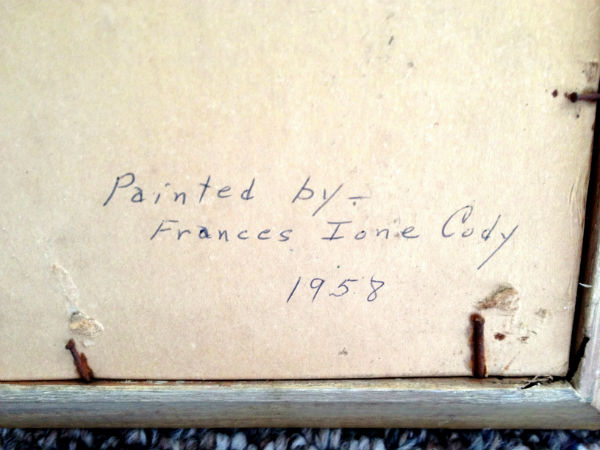 Painted by-
Frances Ione Cody
1958